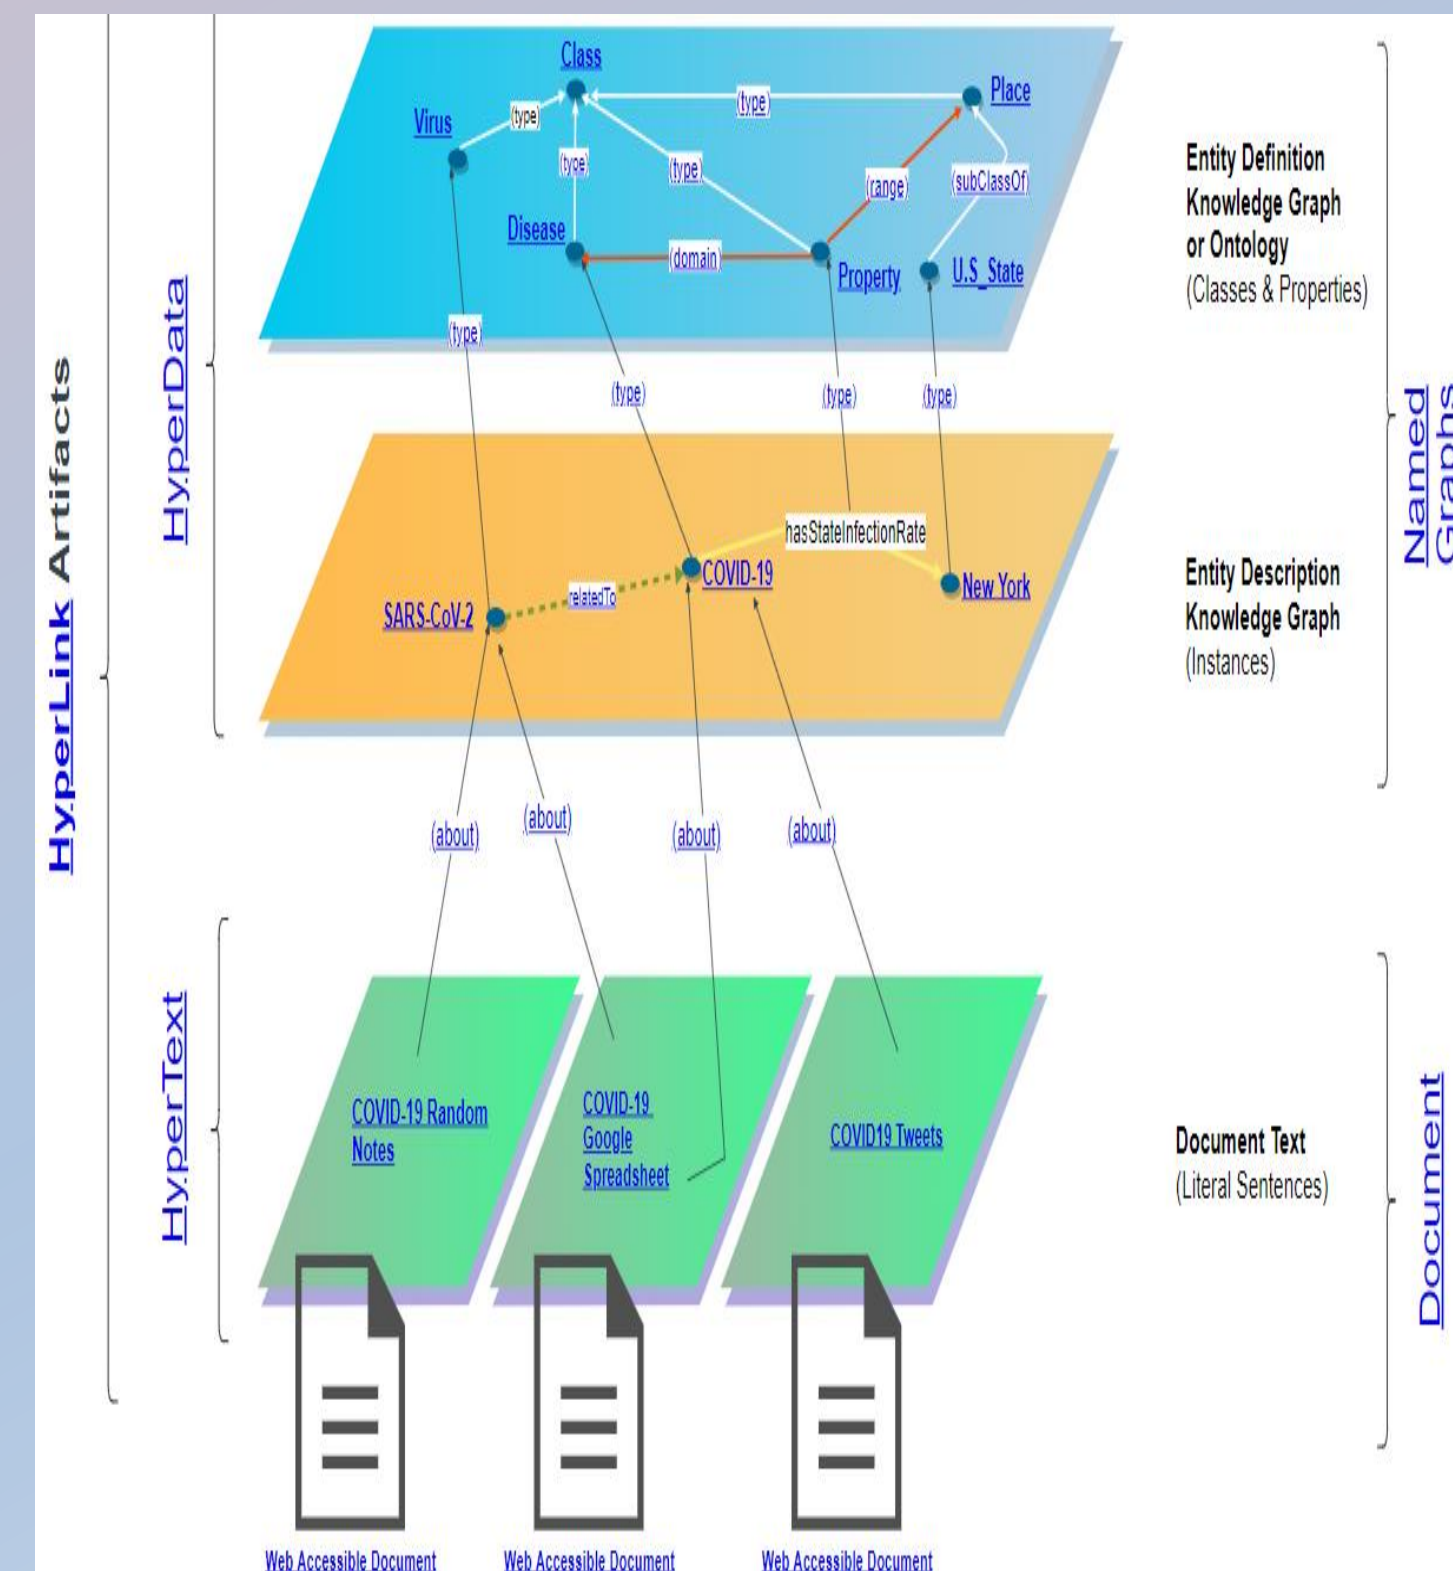 Class
Place
(type)
Virus
(type)
(type)
(type)
(range)
(subClassOf)
Disease
(domain)
Property
U.S_State
Entity Definition
Knowledge Graph
or Ontology
(Classes & Properties)
(type)
(type)
(type)
(type)
HyperData
HyperLink Artifacts
Named
Graphs
hasStateInfectionRate
COVID-19
New York
relatedTo
SARS-CoV-2
Entity Description
Knowledge Graph
(Instances)
(about)
(about)
(about)
(about)
HyperText
COVID-19 Random
Notes
COVID-19
Google
Spreadsheet
COVID19 Tweets
Document Text
(Literal Sentences)
Document
Web Accessible Document
Web Accessible Document
Web Accessible Document